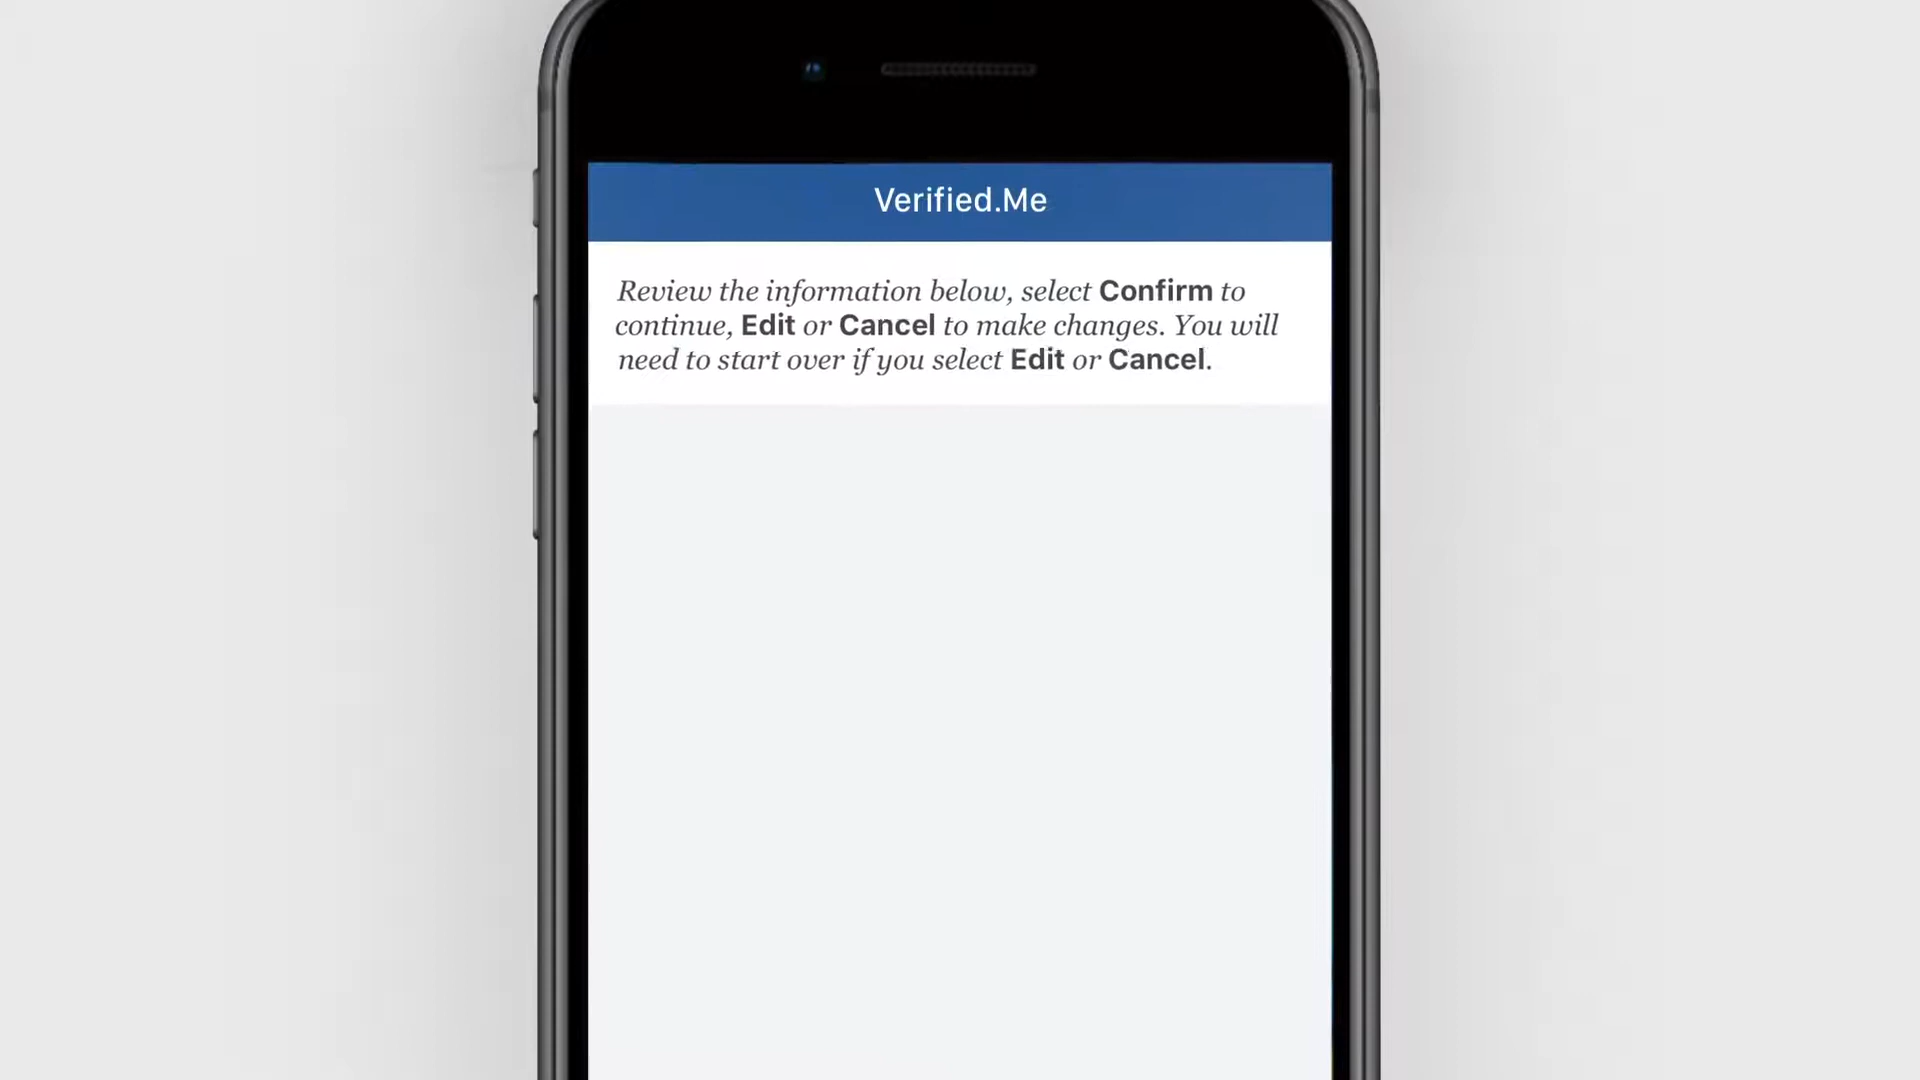 Verified.Me
Review the information below, select Confirm to
continue, Edit or Cancel to make changes. You will
need to start over if you select Edit or Cancel.